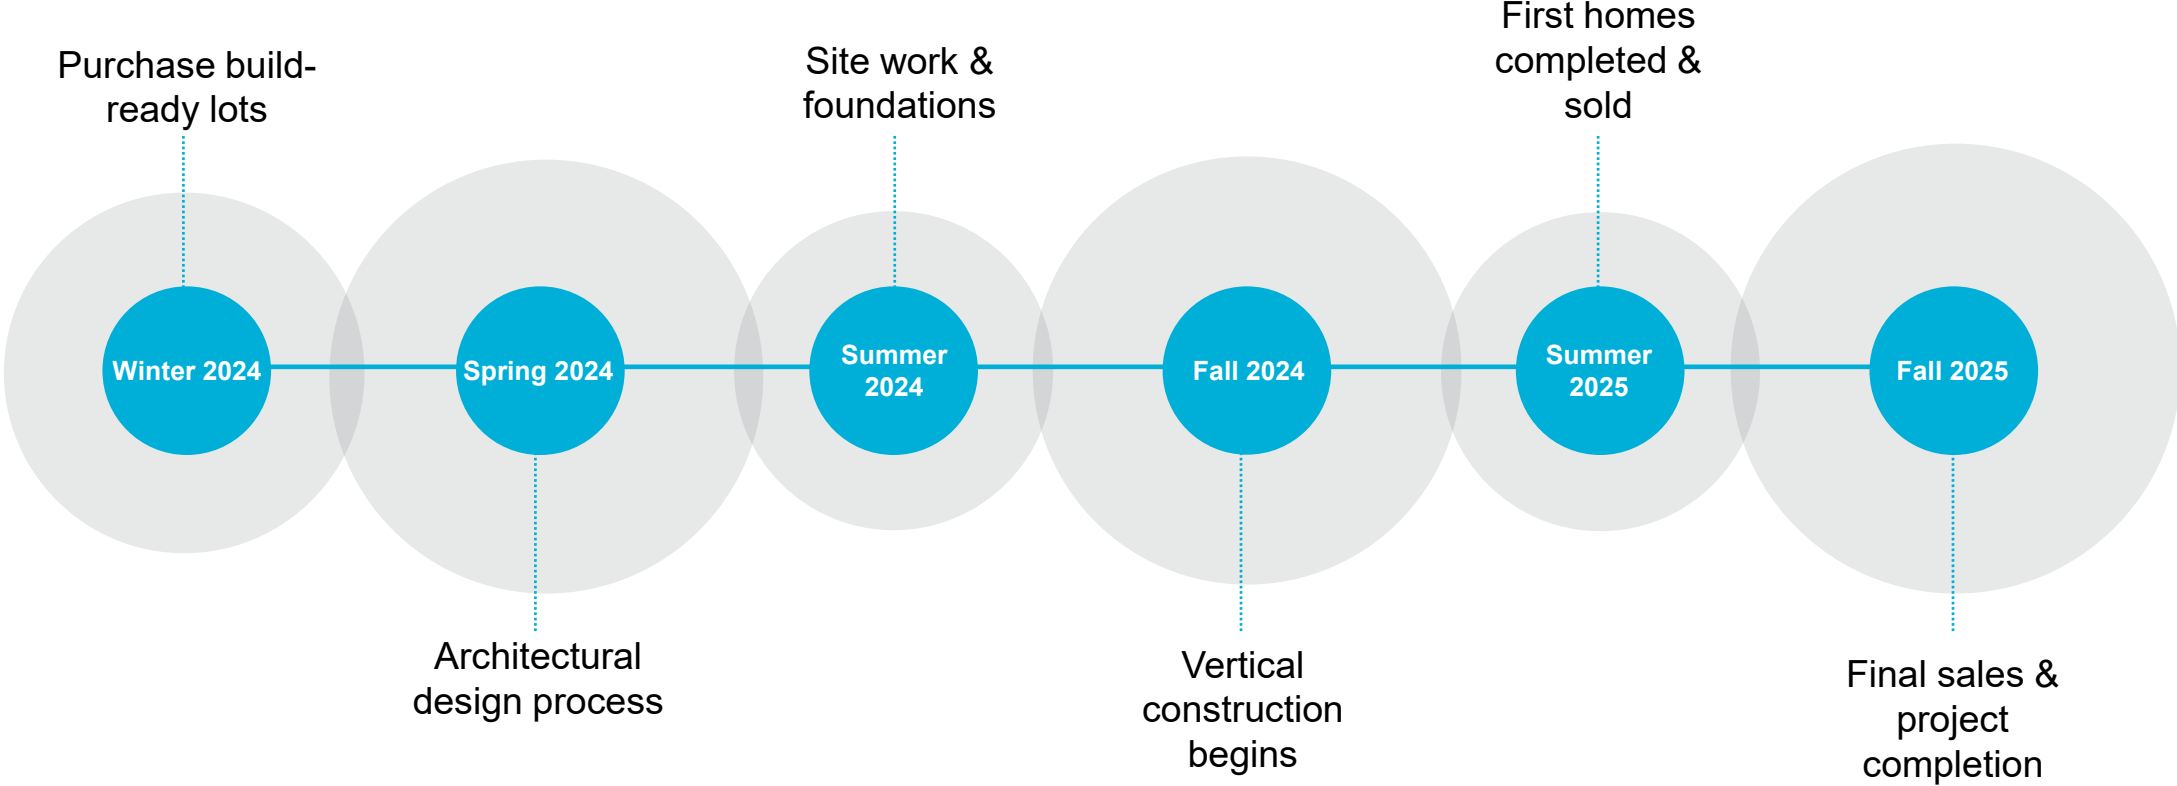 Purchase build-
ready lots
Site work &
foundations
First homes
completed &
sold
Winter 2024
Spring 2024
Summer
2024
Fall 2024
Summer
2025
Fall 2025
Architectural
design process
Vertical
construction
begins
Final sales &
project
completion